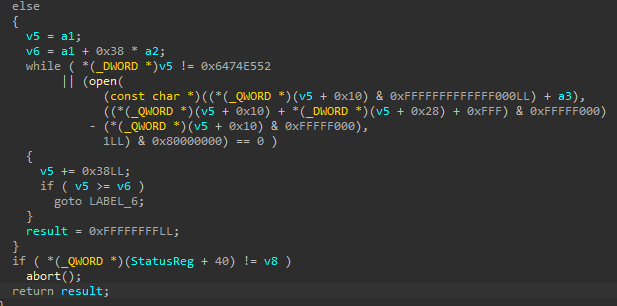 else
{
v5 = a1;
v6 = a1 + 0x38 * a2;
while ( *(_DWORD *)v5 != 0x6474E552
|| (open(
(const char *)((*(_QWORD *)(v5 + 0x10) & 0xFFFFFFFFFFFFF000LL) + a3),
((*(_QWORD *)(v5 + 0x10) + *(_DWORD *)(v5 + 0x28) + 0xFFF) & 0xFFFFF000)
- (*(_QWORD *)(v5 + 0x10) & 0xFFFFF000),
1LL) & 0x80000000) == 0 )
{
v5 += 0x38LL;
if ( v5 >= v6 )
goto LABEL_6;
}
result = 0xFFFFFFFFLL;
}
if ( *(_QWORD *)(StatusReg + 40) != v8 )
abort();
return result;